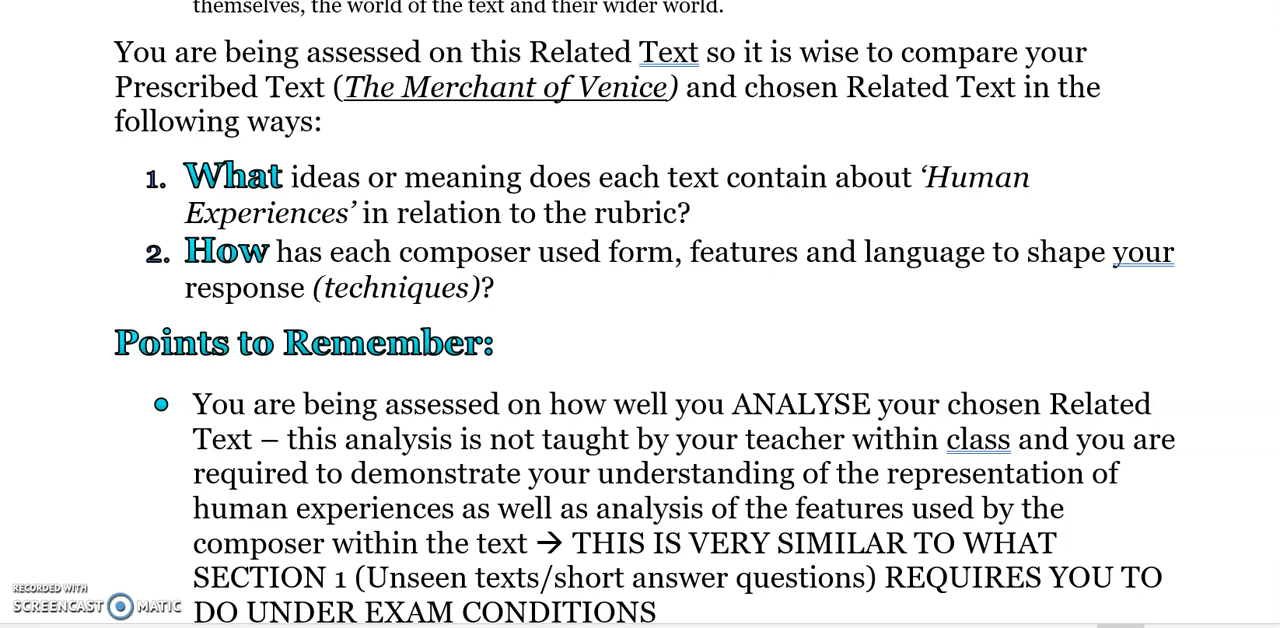 themselves, the world of the text and their wider world.
You are being assessed on this Related Text so it is wise to compare your
Prescribed Text (The Merchant of Venice) and chosen Related Text in the
following ways:
1. What ideas or meaning does each text contain about ‘Human
Experiences’ in relation to the rubric?
2. How has each composer used form, features and language to shape your
response (techniques)?
Points to Remember:
● You are being assessed on how well you ANALYSE your chosen Related
Text – this analysis is not taught by your teacher within class and you are
required to demonstrate your understanding of the representation of
human experiences as well as analysis of the features used by the
composer within the text → THIS IS VERY SIMILAR TO WHAT
SECTION 1 (Unseen texts/short answer questions) REQUIRES YOU TO
DO UNDER EXAM CONDITIONS
RECORDED WITH
SCREENCAST MATIC